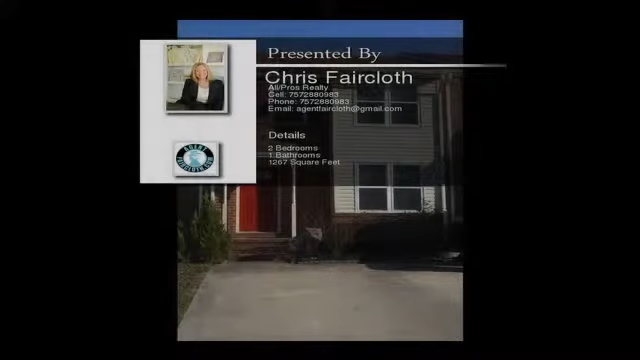 Presented By
Chris Faircloth
All/Pros Realty
Cell: 7572880983
Phone: 7572880983
Email: agentfaircloth@gmail.com
Details
2 Bedrooms
1 Bathrooms
1267 Square Feet